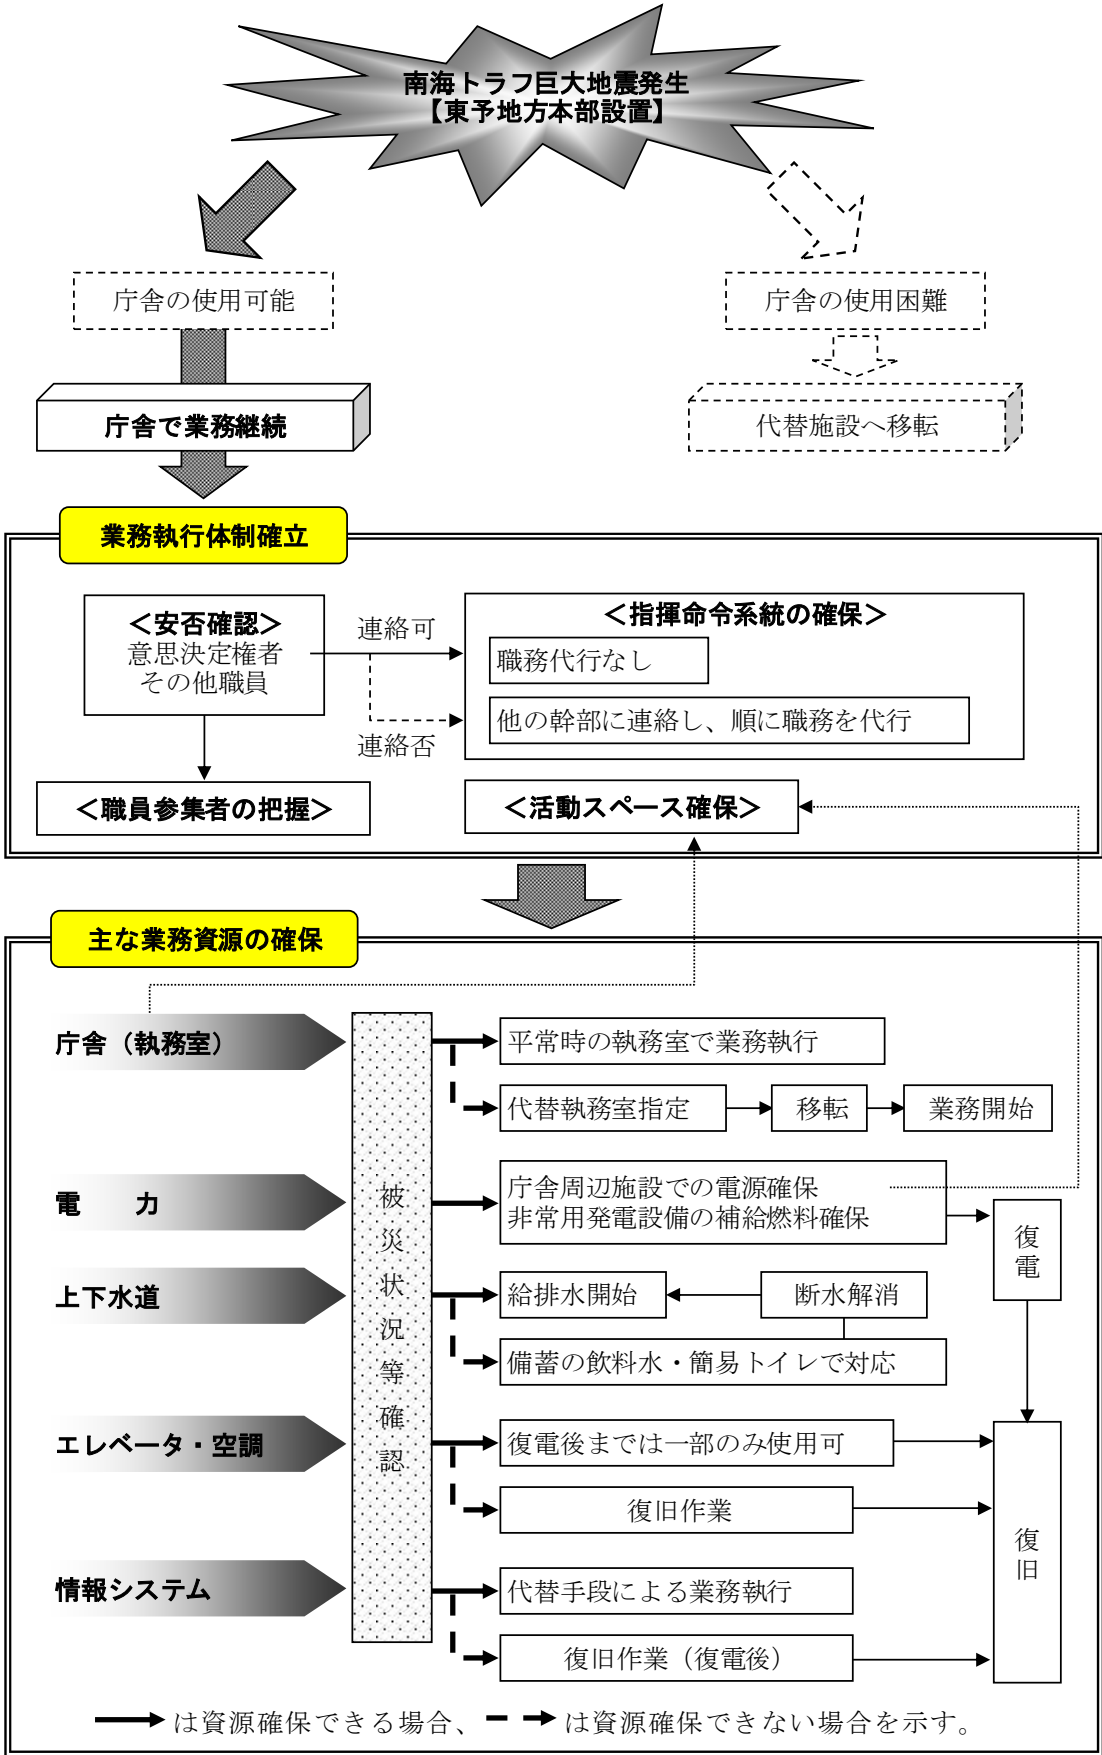 南海トラフ巨大地震発生
【東予地方本部設置】
庁舎の使用可能
庁舎の使用困難
庁舎で業務継続
代替施設へ移転
業務執行体制確立
＜安否確認＞
意思決定権者
その他職員
連絡可
連絡否
＜指揮命令系統の確保＞
職務代行なし
他の幹部に連絡し、順に職務を代行
＜職員参集者の把握＞
＜活動スペース確保＞
主な業務資源の確保
庁舎（執務室）
被災状況等確認
平常時の執務室で業務執行
代替執務室指定
移転
業務開始
電　　力
庁舎周辺施設での電源確保
非常用発電設備の補給燃料確保
復電
上下水道
給排水開始
断水解消
備蓄の飲料水・簡易トイレで対応
エレベータ・空調
復電後までは一部のみ使用可
復旧作業
復旧
情報システム
代替手段による業務執行
復旧作業（復電後）
は資源確保できる場合、は資源確保できない場合を示す。